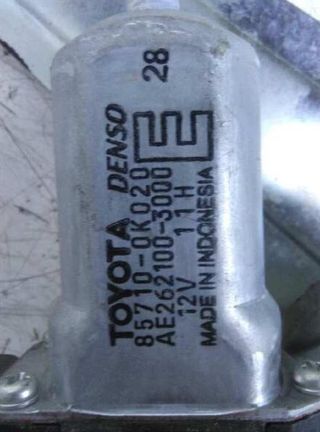 TOYOTA DENSO 28
85710-0K020
AE262100-3000 E
12V 11H
MADE IN INDONESIA